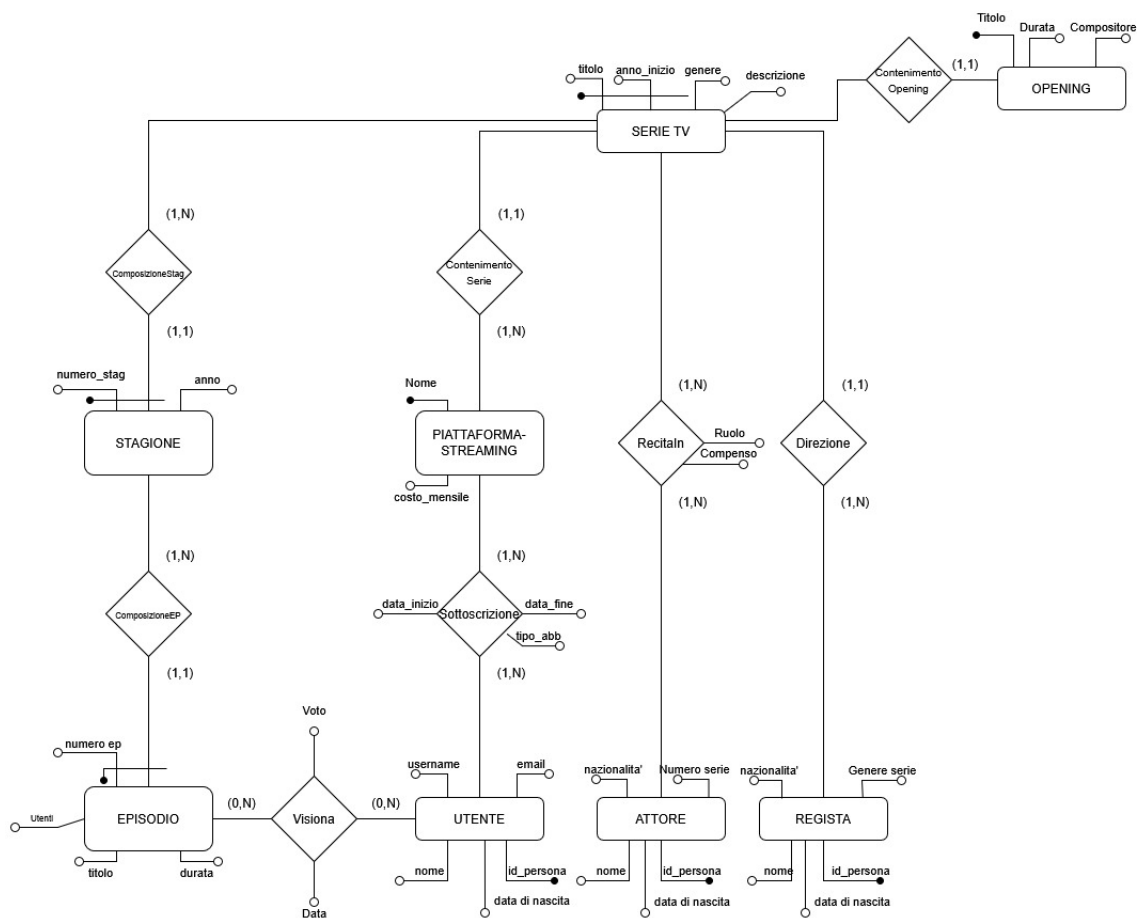 Titolo
Durata
Compositore
titolo
anno_inizio
genere
descrizione
Contenimento
Opening
(1,1)
OPENING
SERIE TV
(1,N)
(1,1)
ComposizioneStag
Contenimento
Serie
(1,1)
(1,N)
numero_stag
anno
Nome
(1,N)
(1,1)
STAGIONE
PIATTAFORMA-
STREAMING
RecitaIn
Ruolo
Compenso
Direzione
costo_mensile
(1,N)
(1,N)
(1,N)
(1,N)
ComposizioneEP
data_inizio
Sottoscrizione
data_fine
tipo_abb
(1,1)
(1,N)
Voto
numero ep
username
email
nazionalita'
Numero serie
nazionalita'
Genere serie
Utenti
EPISODIO
(0,N)
Visiona
(0,N)
UTENTE
ATTORE
REGISTA
titolo
durata
nome
id_persona
nome
id_persona
nome
id_persona
Data
data di nascita
data di nascita
data di nascita